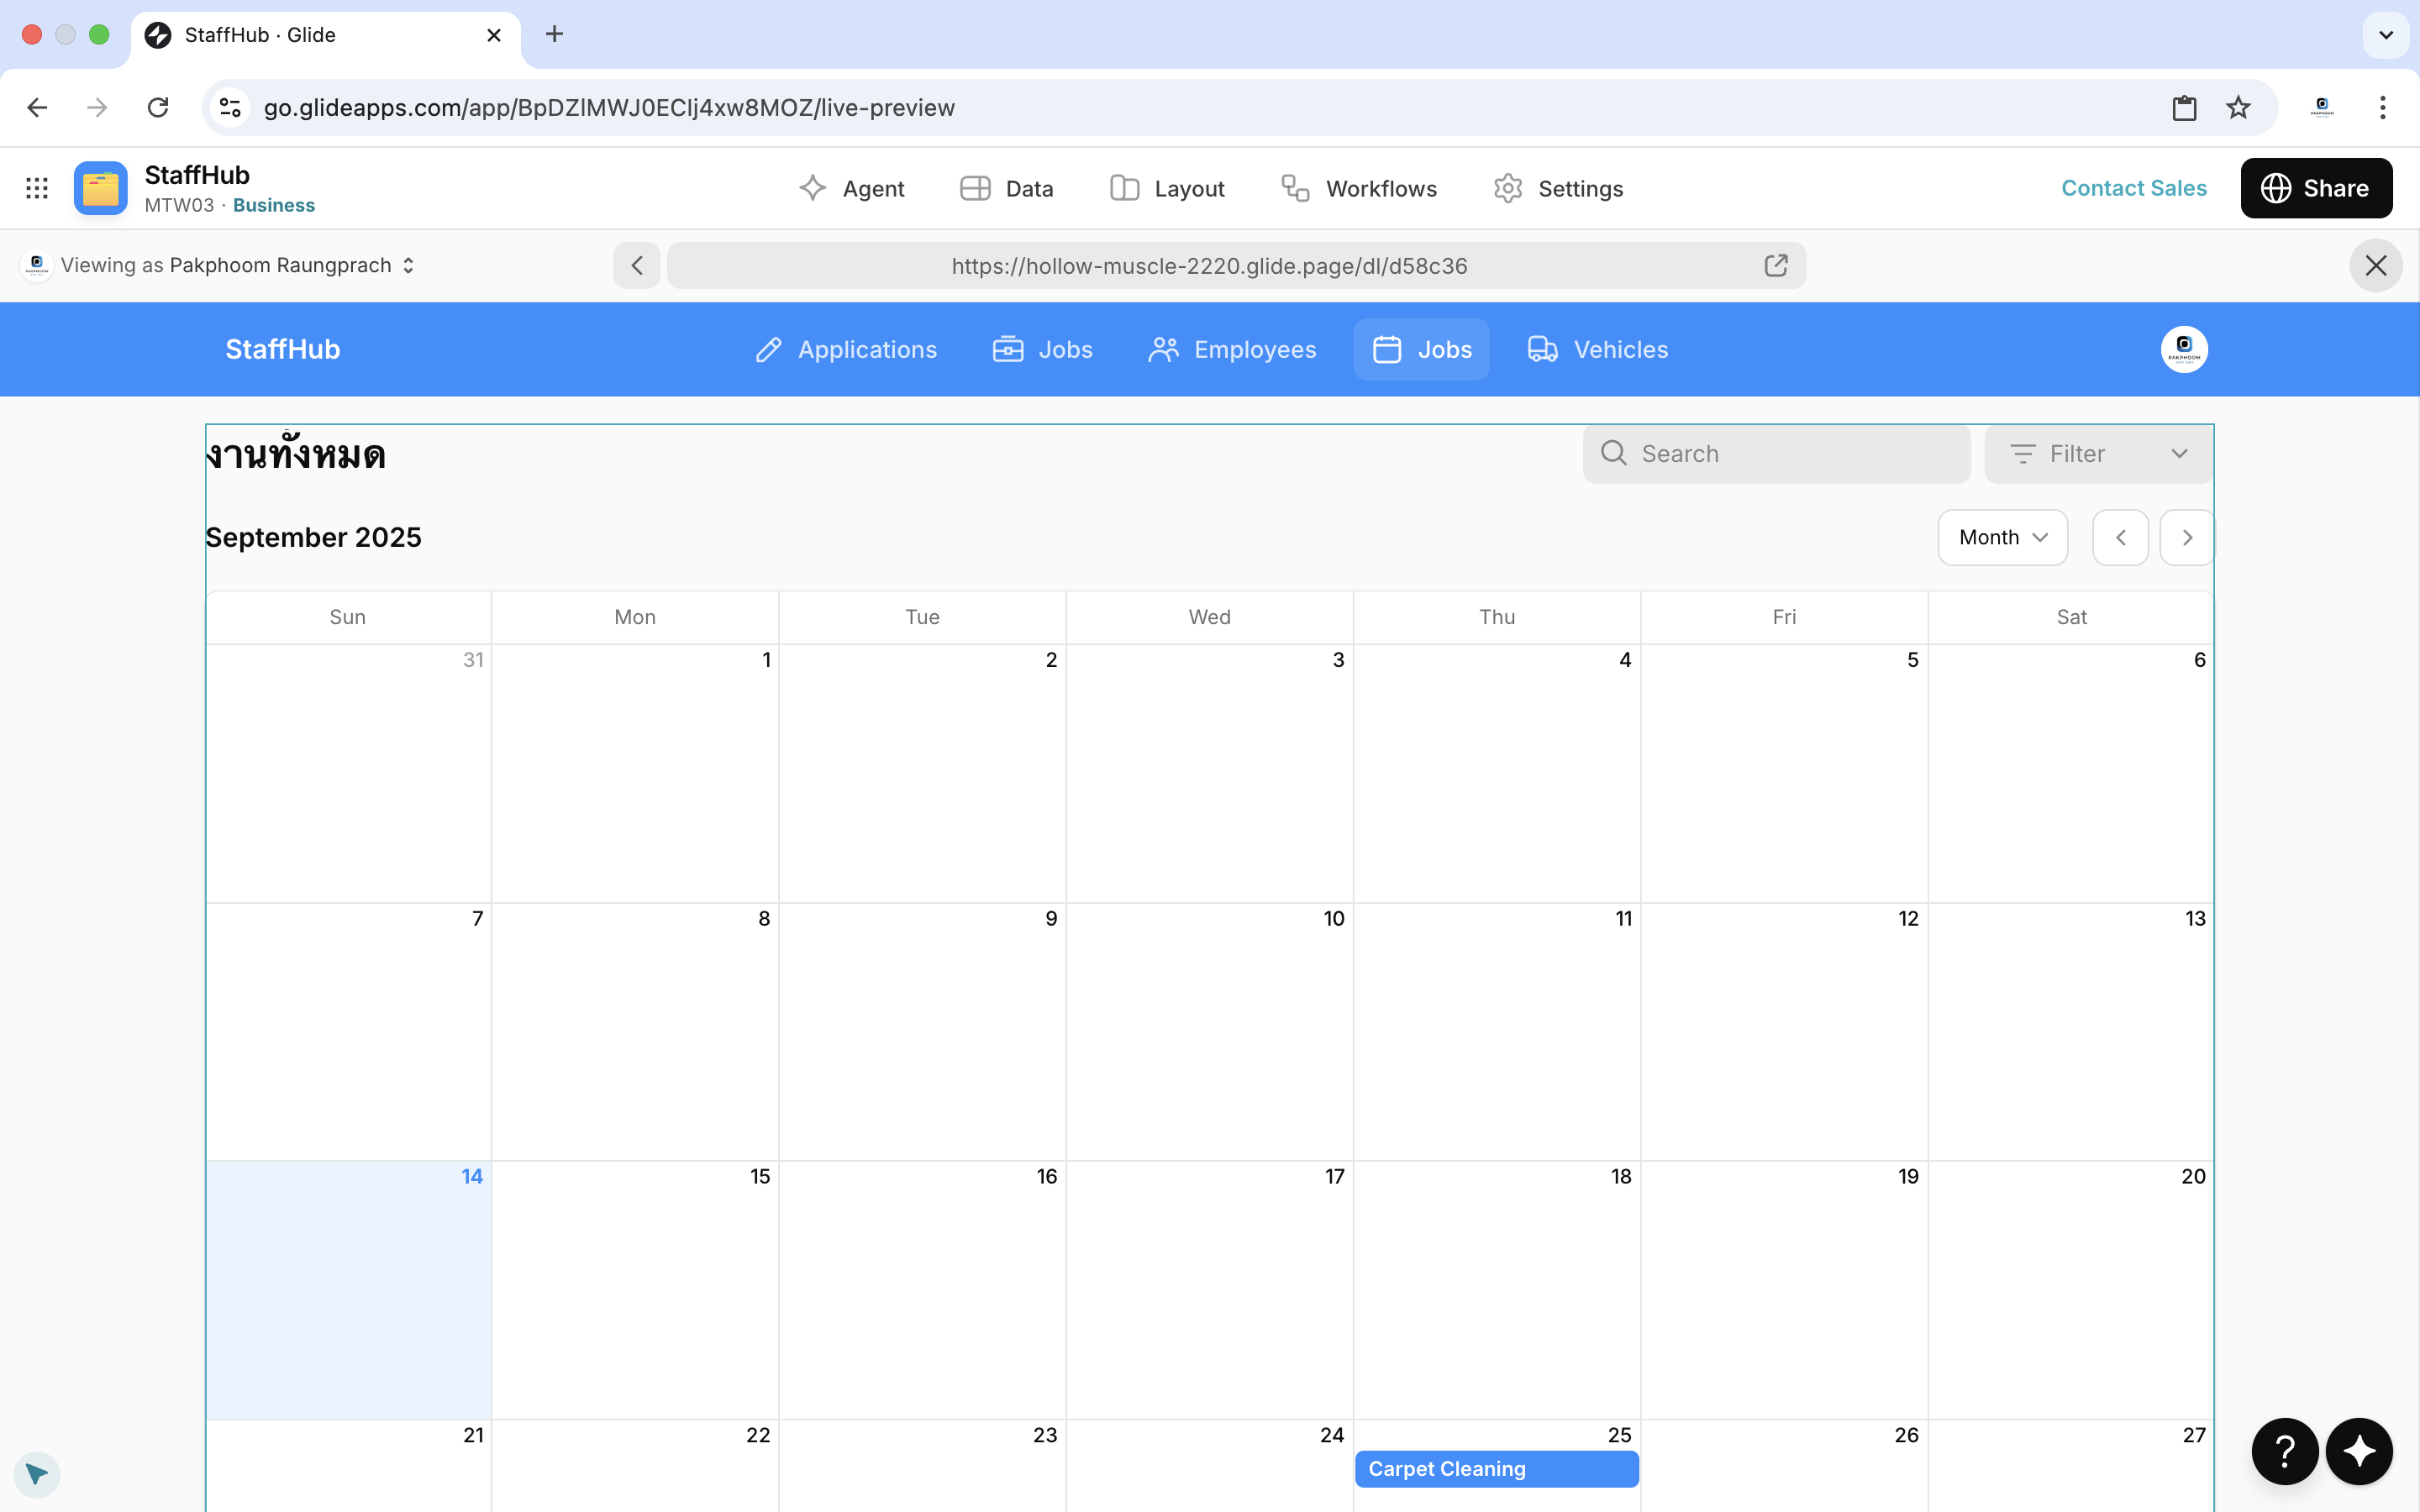 StaffHub · Glide
go.glideapps.com/app/BpDZlMWJ0EClj4xw8MOZ/live-preview
StaffHub
MTW03 · Business
Agent
Data
Layout
Workflows
Settings
Contact Sales
Share
Viewing as Pakphoom Raungprach
https://hollow-muscle-2220.glide.page/dl/d58c36
StaffHub
Applications
Jobs
Employees
Jobs
Vehicles
งานทั้งหมด
Search
Filter
September 2025
Month
Sun Mon Tue Wed Thu Fri Sat
31 1 2 3 4 5 6
7 8 9 10 11 12 13
14 15 16 17 18 19 20
21 22 23 24 25 26 27
Carpet Cleaning